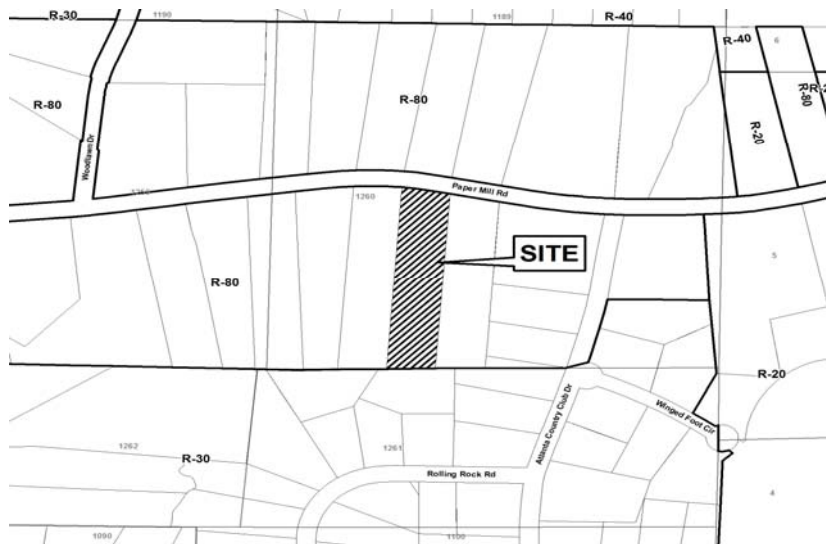 R-30
1190
1189
R-40
R-40
6
R-80
R-80
R-80
R-20
Woodlawn Dr
1260
Paper Mill Rd
SITE
5
R-80
R-20
Atlanta Country Club Dr
Winged Foot Cir
1262
R-30
1261
Rolling Rock Rd
4
1090
1100